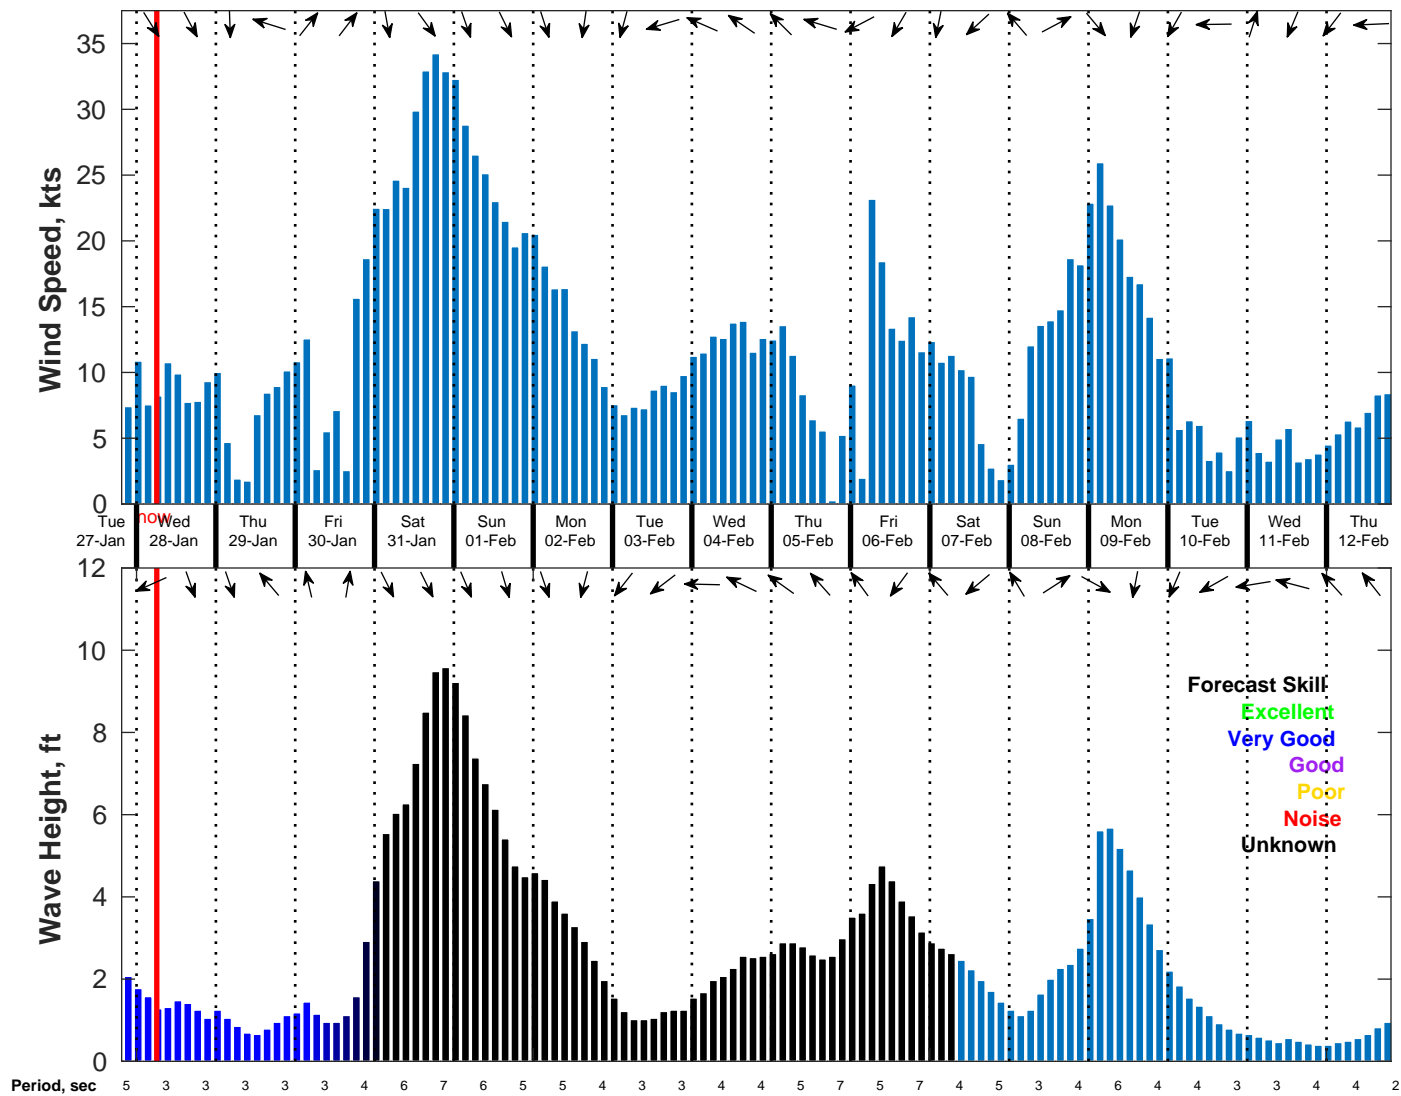 Wind Speed, kts
35
30
25
20
15
10
5
0
now
Tue Wed Thu Fri Sat Sun Mon Tue Wed Thu Fri Sat Sun Mon Tue Wed Thu
27-Jan 28-Jan 29-Jan 30-Jan 31-Jan 01-Feb 02-Feb 03-Feb 04-Feb 05-Feb 06-Feb 07-Feb 08-Feb 09-Feb 10-Feb 11-Feb 12-Feb
Wave Height, ft
12
10
8
6
4
2
0
Forecast Skill
Excellent
Very Good
Good
Poor
Noise
Unknown
Period, sec 5 3 3 3 3 3 4 6 7 6 5 5 4 3 3 4 4 5 7 5 7 4 5 3 4 6 4 4 3 3 4 4 2